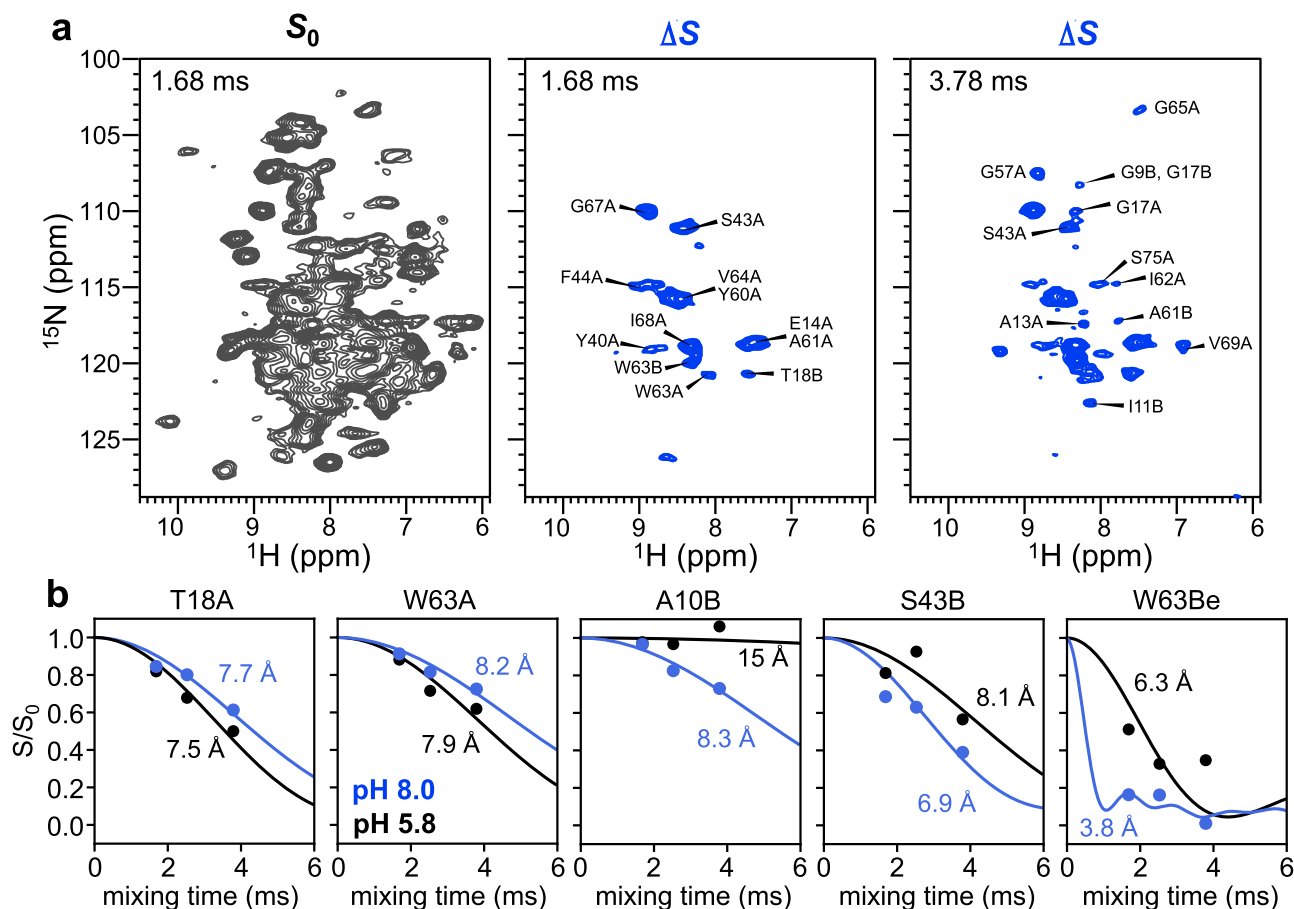 a
S0
ΔS
ΔS
1.68 ms
1.68 ms
3.78 ms
100
105
110
115
120
125
15N (ppm)
G67A
S43A
F44A
V64A
Y60A
I68A
E14A
A61A
Y40A
W63B
W63A
T18B
G65A
G57A
G9B, G17B
G17A
S43A
S75A
I62A
A13A
A61B
V69A
I11B
10 9 8 7 6
10 9 8 7 6
10 9 8 7 6
1H (ppm)
1H (ppm)
1H (ppm)
b
T18A
W63A
A10B
S43B
W63Be
1.0
0.8
0.6
0.4
0.2
0.0
S/S0
7.7 Å
7.5 Å
8.2 Å
7.9 Å
pH 8.0
pH 5.8
15 Å
8.3 Å
8.1 Å
6.9 Å
6.3 Å
3.8 Å
0 2 4 6
0 2 4 6
0 2 4 6
0 2 4 6
0 2 4 6
mixing time (ms)
mixing time (ms)
mixing time (ms)
mixing time (ms)
mixing time (ms)